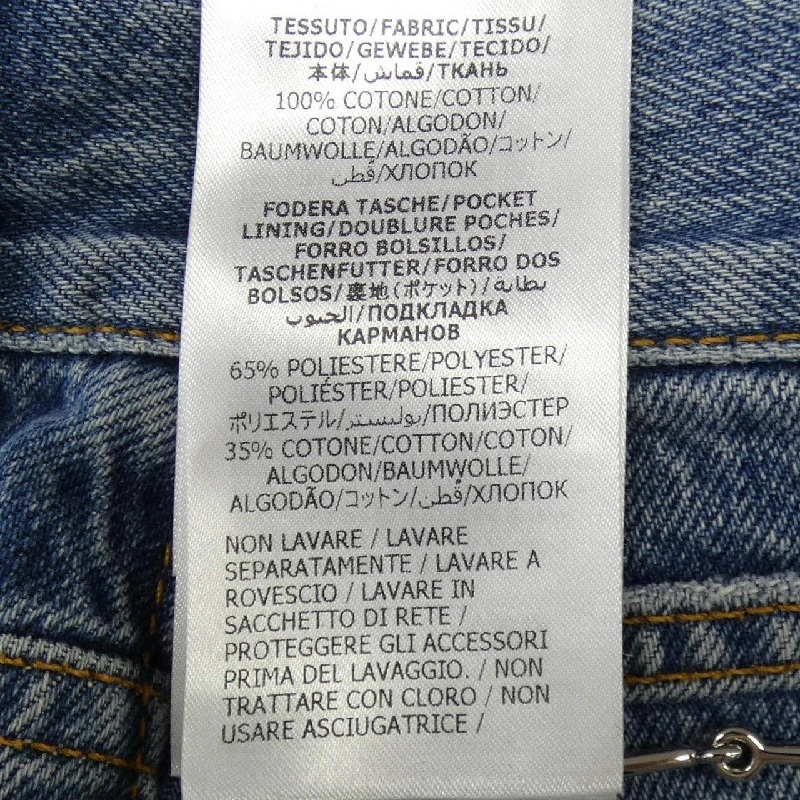 TESSUTO/FABRIC/TISSU/
TEJIDO/GEWEBE/TECIDO/
本体/قماش/ТКАНЬ
100% COTONE/COTTON/
COTON/ALGODON/
BAUMWOLLE/ALGODÃO/コットン/
قطن/ХЛОПОК
FODERA TASCHE/POCKET
LINING/DOUBLURE POCHES/
FORRO BOLSILLOS/
TASCHENFUTTER/FORRO DOS
BOLSOS/裏地(ポケット)/بطانة
الجيوب/ПОДКЛАДКА
КАРМАНОВ
65% POLIESTERE/POLYESTER/
POLIÉSTER/POLIESTER/
ポリエステル/بوليستر/ПОЛИЭСТЕР
35% COTONE/COTTON/COTON/
ALGODON/BAUMWOLLE/
ALGODÃO/コットン/قطن/ХЛОПОК
NON LAVARE / LAVARE
SEPARATAMENTE / LAVARE A
ROVESCIO / LAVARE IN
SACCHETTO DI RETE /
PROTEGGERE GLI ACCESSORI
PRIMA DEL LAVAGGIO. / NON
TRATTARE CON CLORO / NON
USARE ASCIUGATRICE /